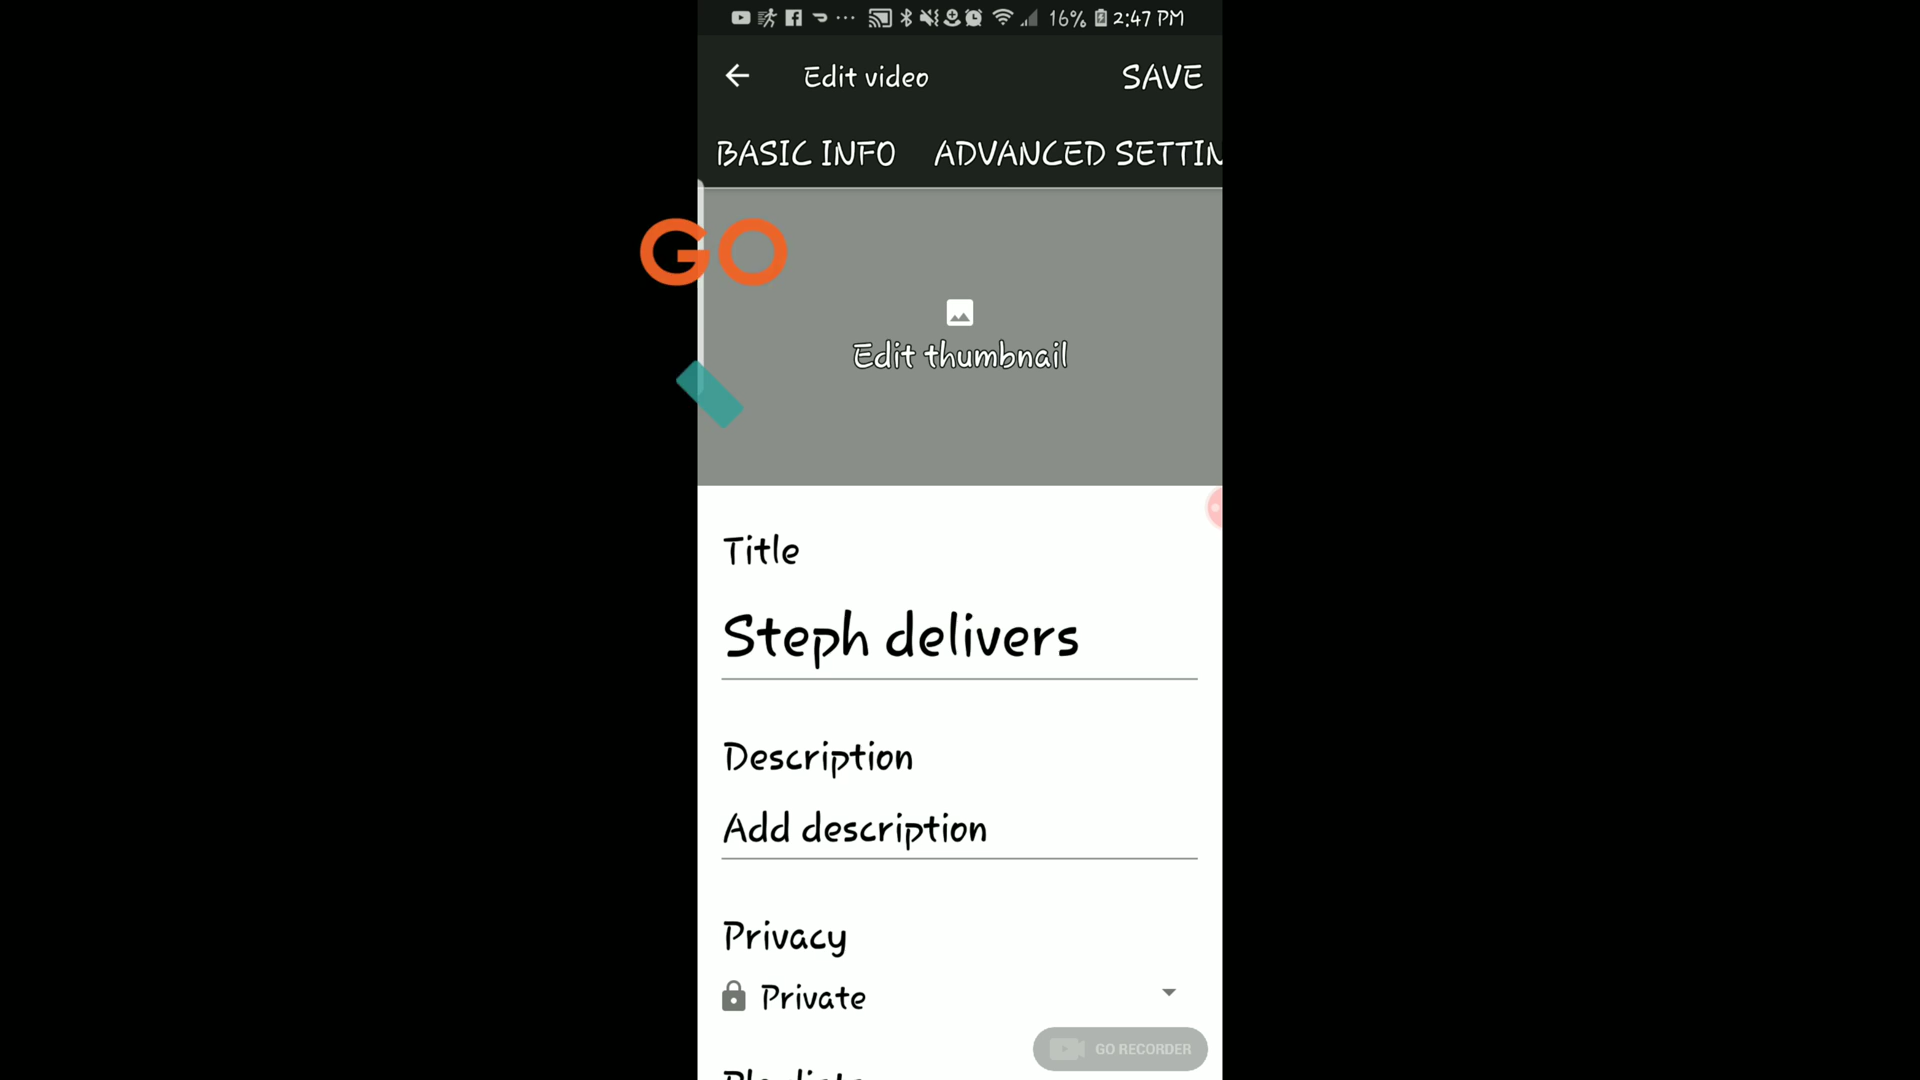 16% 2:47 PM
Edit video SAVE
BASIC INFO ADVANCED SETTIN
GO
Edit thumbnail
Title
Steph delivers
Description
Add description
Privacy
Private
GO RECORDER